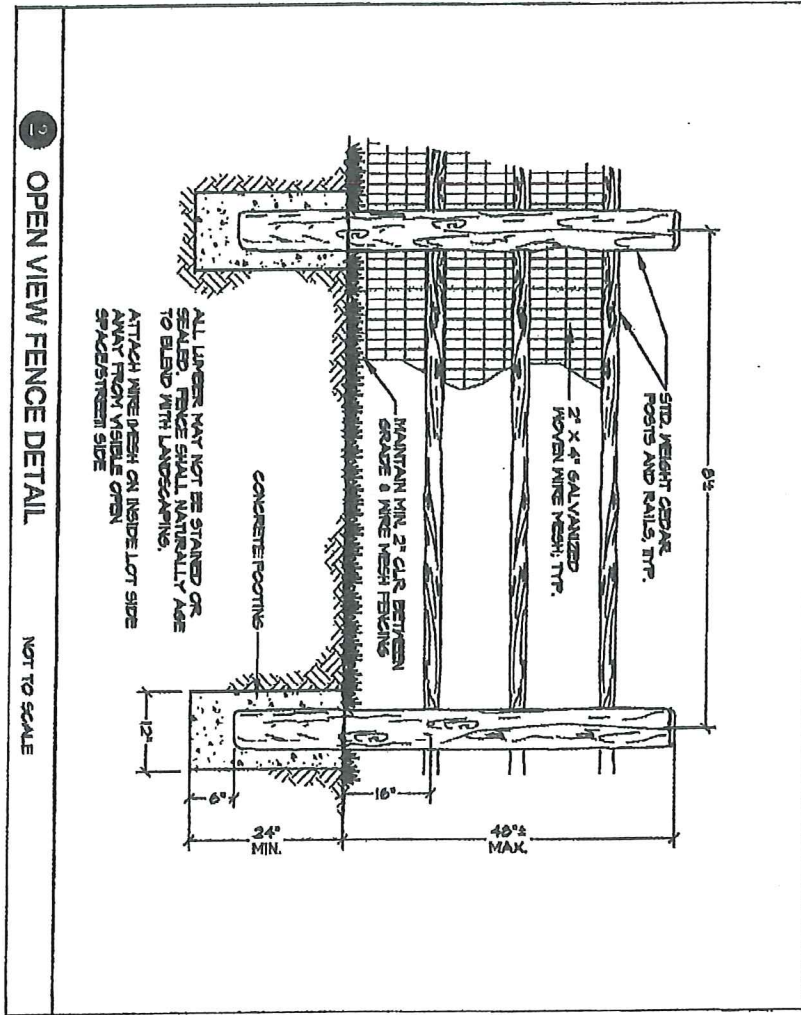 8'±
STD. WEIGHT CEDAR
POSTS AND RAILS, TYP.
2" X 4" GALVANIZED
WOVEN WIRE MESH; TYP.
MAINTAIN MIN. 2" CLR. BETWEEN
GRADE & WIRE MESH FENCING
16"
48"±
MAX.
24"
MIN.
6"
12"
CONCRETE FOOTING
ALL LUMBER MAY NOT BE STAINED OR
SEALED. FENCE SHALL NATURALLY AGE
TO BLEND WITH LANDSCAPING.
ATTACH WIRE MESH ON INSIDE LOT SIDE
AWAY FROM VISIBLE OPEN
SPACE/STREET SIDE
2 OPEN VIEW FENCE DETAIL
NOT TO SCALE